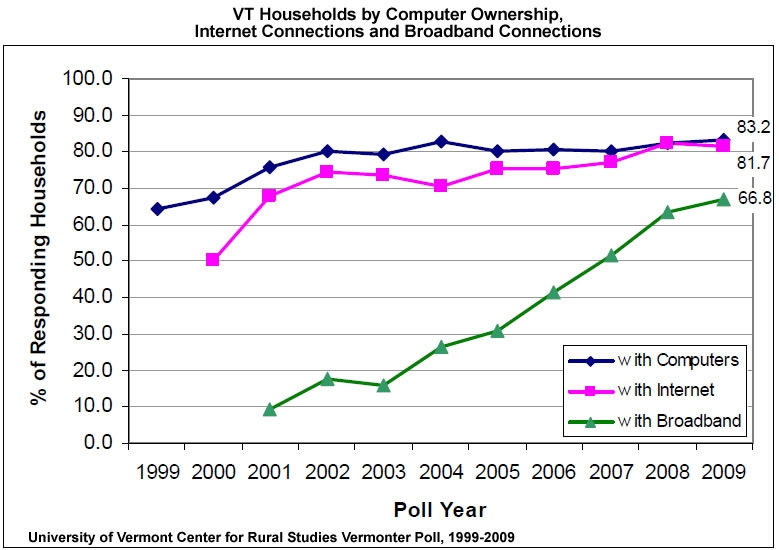 VT Households by Computer Ownership,
Internet Connections and Broadband Connections
% of Responding Households
100.0
90.0
80.0
70.0
60.0
50.0
40.0
30.0
20.0
10.0
0.0
83.2
81.7
66.8
with Computers
with Internet
with Broadband
1999 2000 2001 2002 2003 2004 2005 2006 2007 2008 2009
Poll Year
University of Vermont Center for Rural Studies Vermonter Poll, 1999-2009